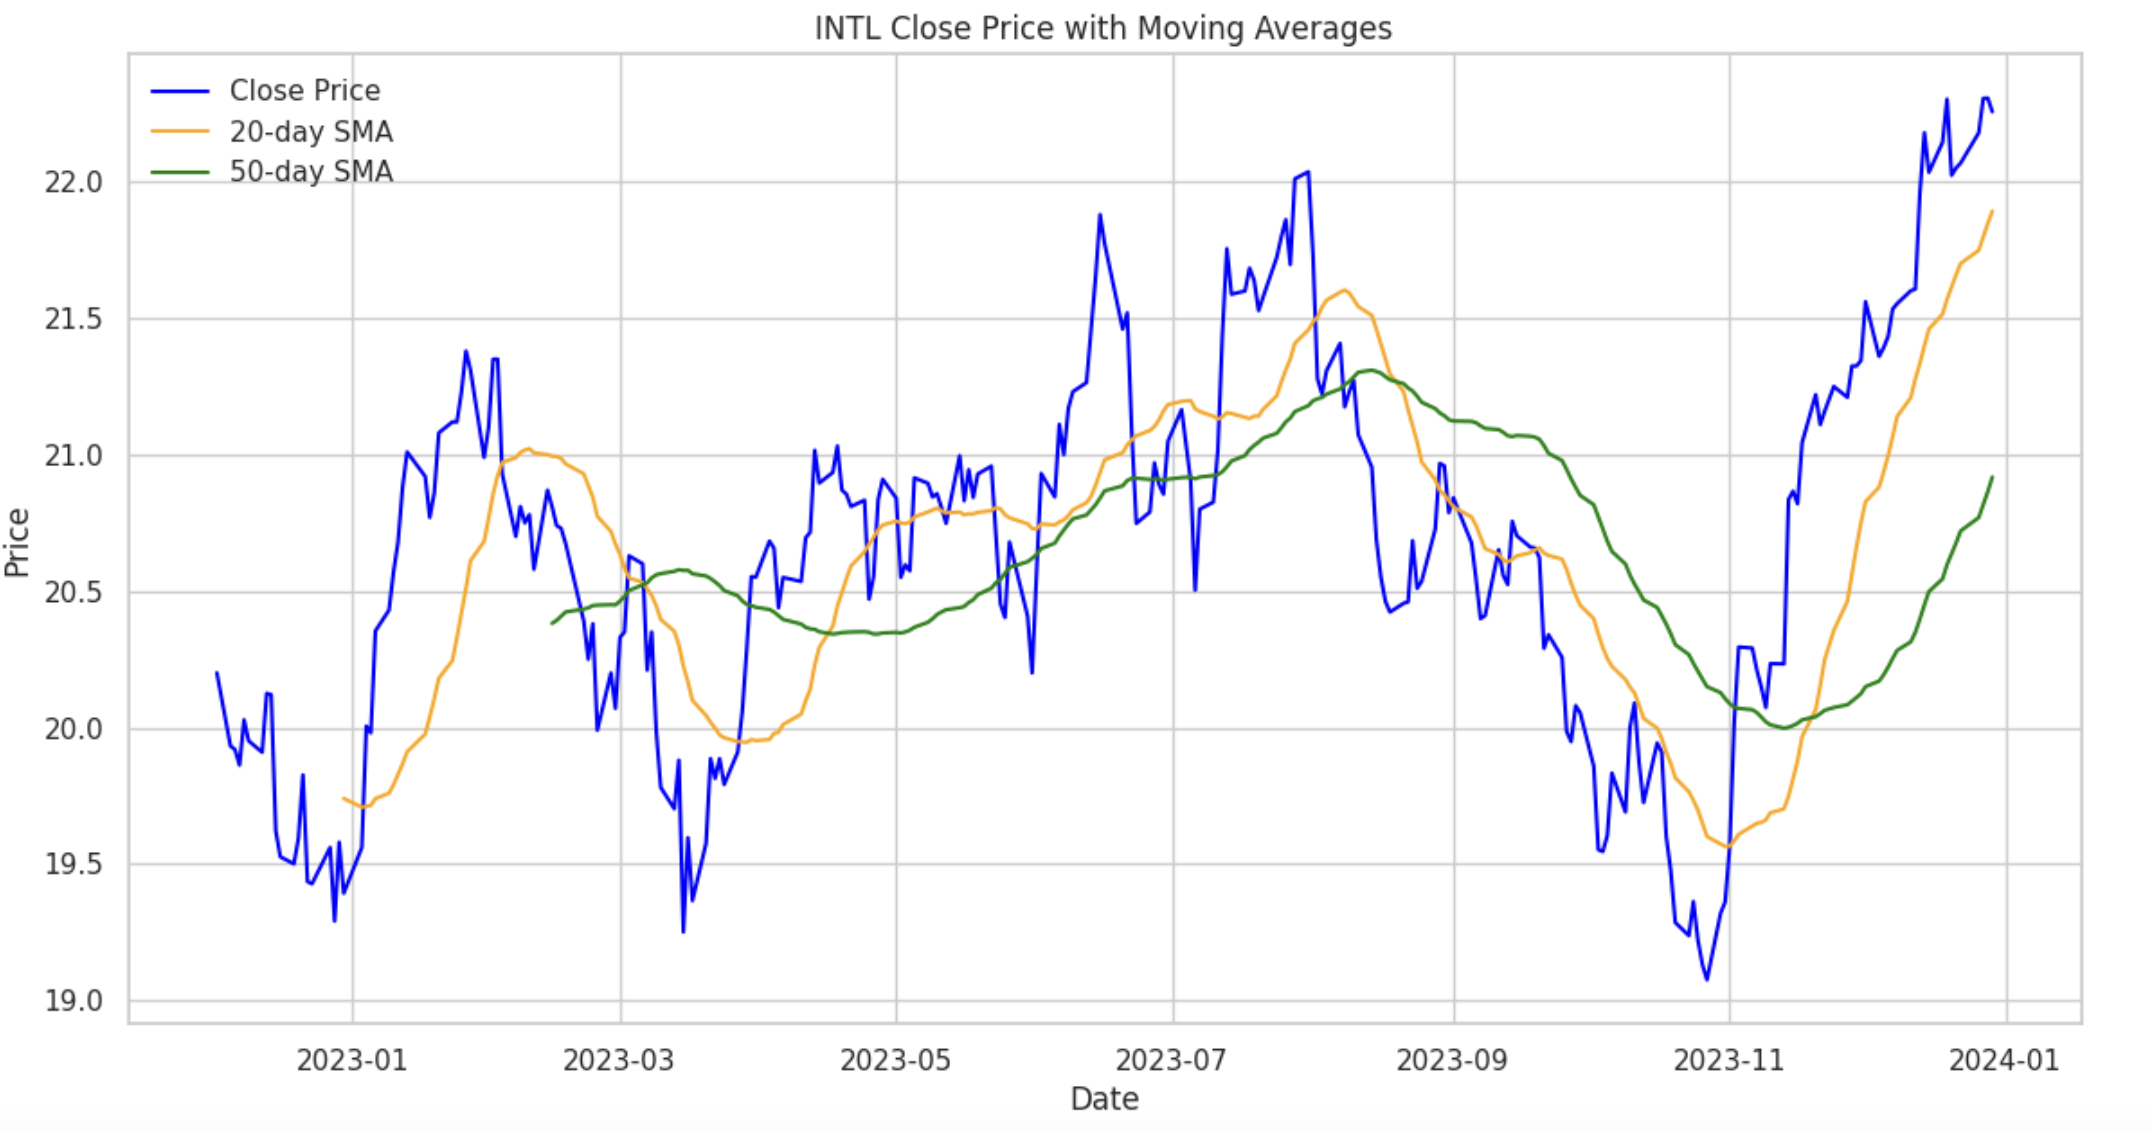 INTL Close Price with Moving Averages
Close Price
20-day SMA
50-day SMA
Price
22.0
21.5
21.0
20.5
20.0
19.5
19.0
2023-01
2023-03
2023-05
2023-07
2023-09
2023-11
2024-01
Date